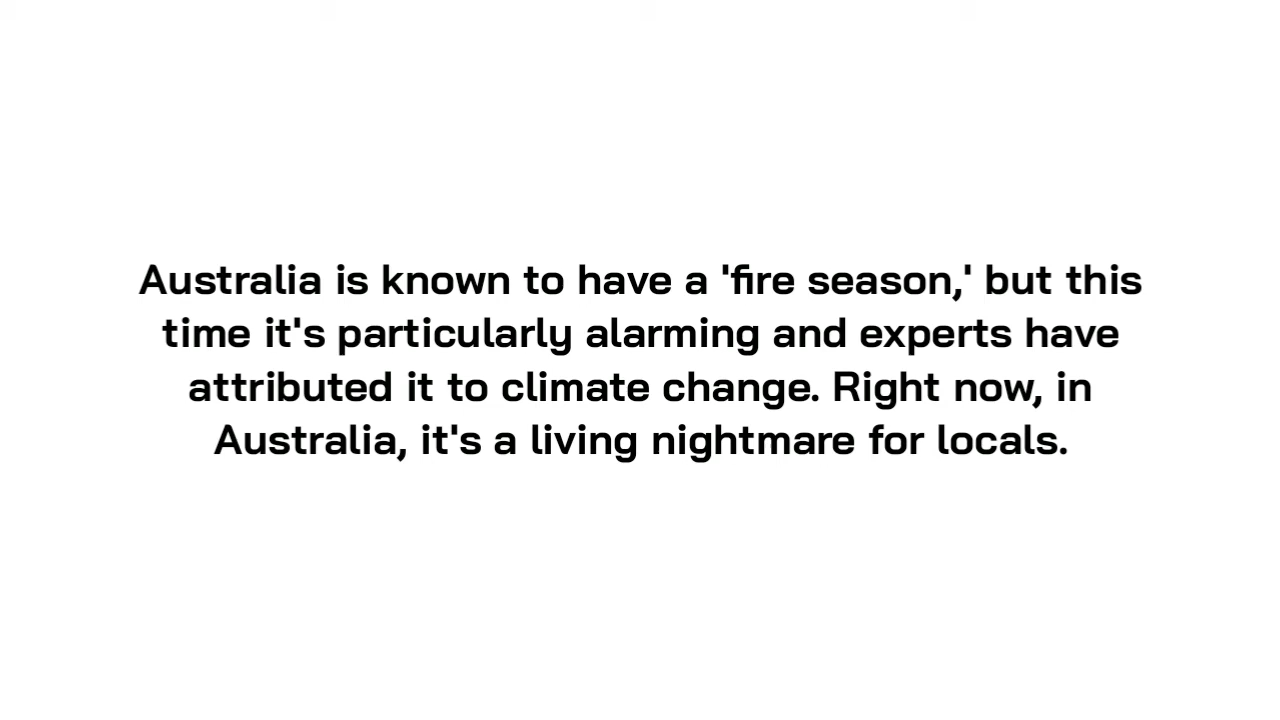 Australia is known to have a 'fire season,' but this
time it's particularly alarming and experts have
attributed it to climate change. Right now, in
Australia, it's a living nightmare for locals.